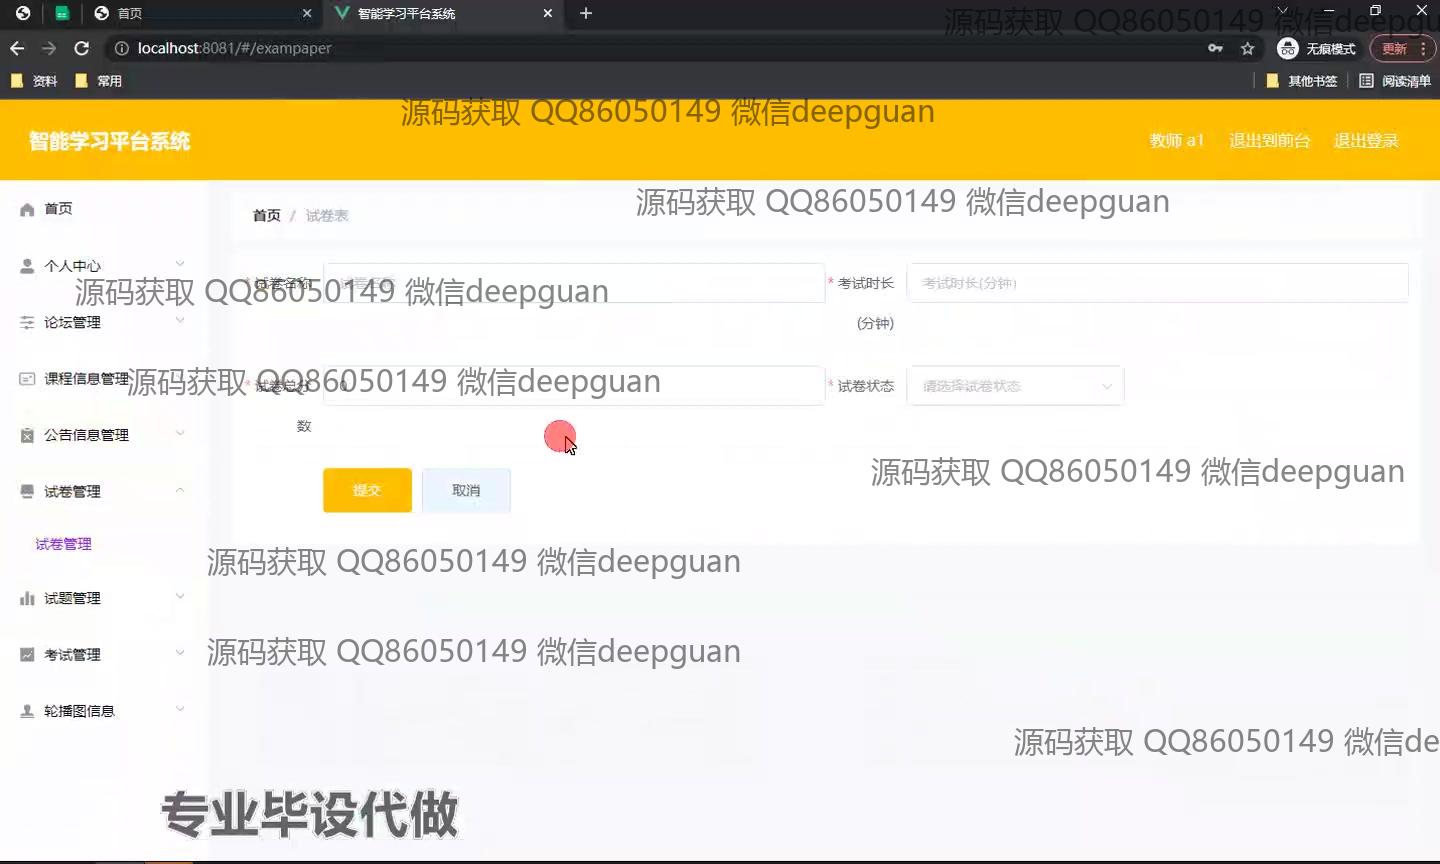 首页
智能学习平台系统
源码获取 QQ86050149 微信deepgu
localhost:8081/#/exampaper
无痕模式
更新
资料
常用
其他书签
阅读清单
源码获取 QQ86050149 微信deepguan
智能学习平台系统
教师 a1
退出到前台
退出登录
源码获取 QQ86050149 微信deepguan
首页
首页 / 试卷表
个人中心
* 试卷名称
* 考试时长
(分钟)
考试时长(分钟)
源码获取 QQ86050149 微信deepguan
论坛管理
课程信息管理
源码获取 QQ86050149 微信deepguan
* 试卷总分
数
0
* 试卷状态
请选择试卷状态
公告信息管理
源码获取 QQ86050149 微信deepguan
试卷管理
提交
取消
试卷管理
源码获取 QQ86050149 微信deepguan
试题管理
考试管理
源码获取 QQ86050149 微信deepguan
轮播图信息
源码获取 QQ86050149 微信de
专业毕设代做